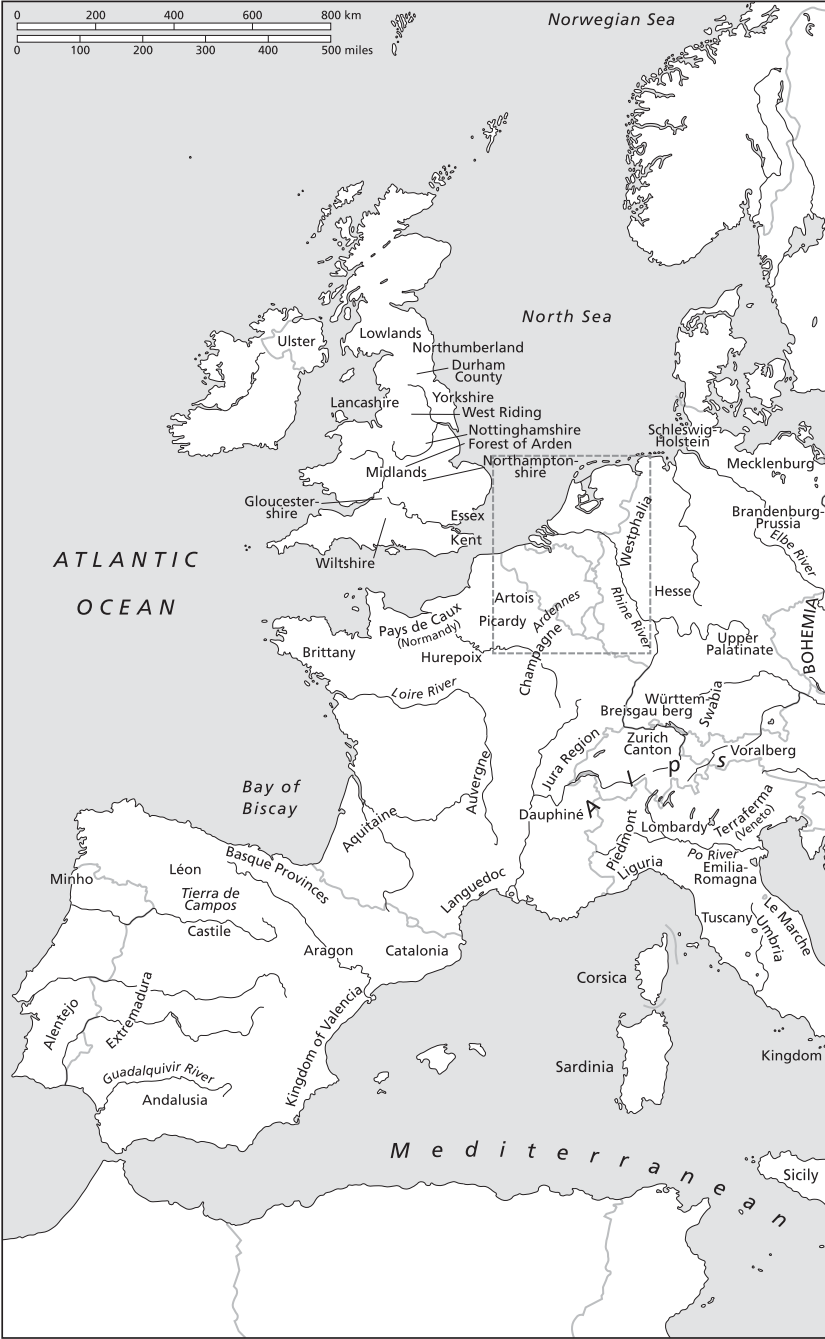 0 200 400 600 800 km
0 100 200 300 400 500 miles
Norwegian Sea
North Sea
Ulster
Lowlands
Northumberland
Durham
County
Lancashire
Yorkshire
West Riding
Nottinghamshire
Forest of Arden
Midlands
Northampton-
shire
Gloucester-
shire
Essex
Kent
Wiltshire
Schleswig-
Holstein
Mecklenburg
Brandenburg-
Prussia
Elbe River
Westphalia
ATLANTIC
OCEAN
Hesse
Rhine River
Artois
Picardy
Ardennes
Champagne
Pays de Caux
(Normandy)
Hurepoix
Brittany
Loire River
BOHEMIA
Upper
Palatinate
Württem-
berg
Breisgau
Swabia
Zurich
Canton
Voralberg
Jura Region
Alps
Bay of
Biscay
Auvergne
Aquitaine
Dauphiné
Piedmont
Lombardy
Terraferma
(Veneto)
Po River
Liguria
Emilia-
Romagna
Languedoc
Basque Provinces
Minho
Léon
Tierra de
Campos
Castile
Aragon
Catalonia
Tuscany
Umbria
Le Marche
Corsica
Sardinia
Kingdom
Alentejo
Extremadura
Kingdom of Valencia
Guadalquivir River
Andalusia
Mediterranean
Sicily